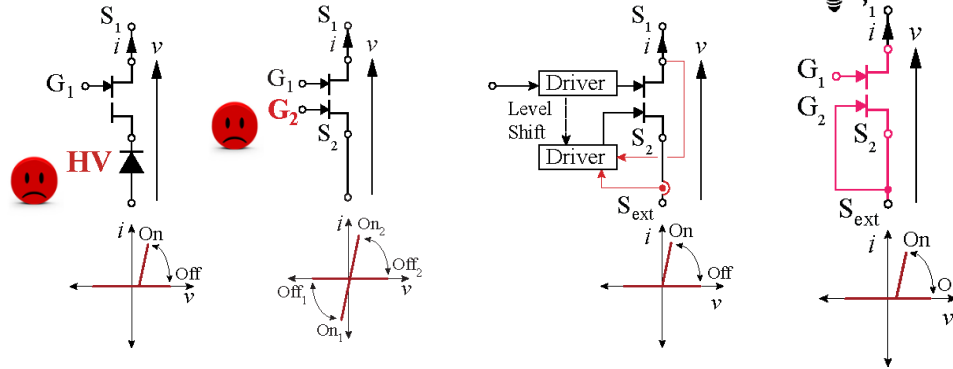 S1
i
v
G1
HV
i
On
Off
v
S1
i
v
G1
G2
S2
i
On2
Off2
Off1
v
On1
S1
i
v
Driver
Level
Shift
S2
Driver
Sext
i
On
Off
v
1
i
v
G1
G2
S2
Sext
i
On
O
v